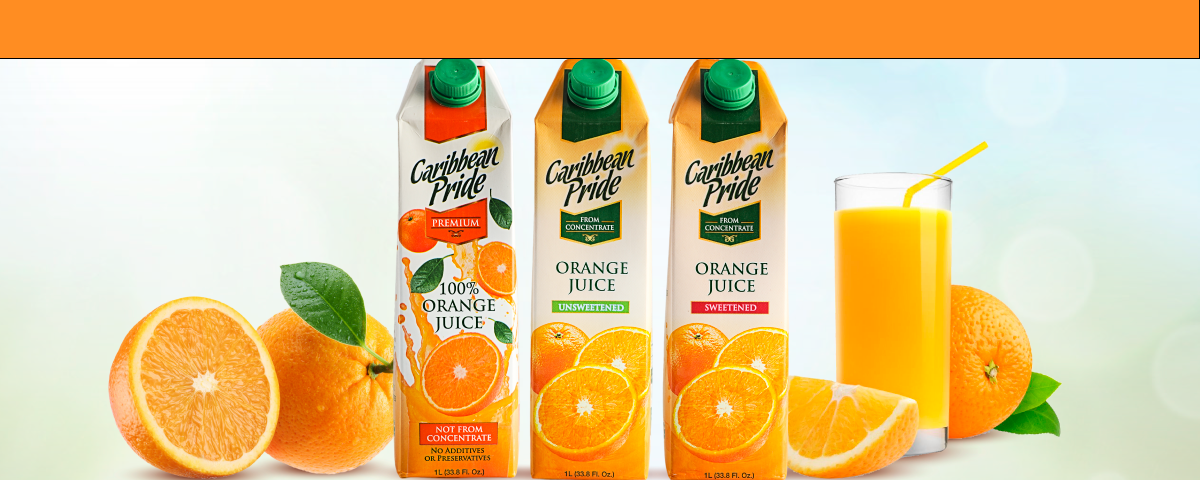 Caribbean
Pride
PREMIUM
100%
ORANGE
JUICE
NOT FROM
CONCENTRATE
NO ADDITIVES
OR PRESERVATIVES
1L (33.8 Fl. Oz.)
Caribbean
Pride
FROM
CONCENTRATE
ORANGE
JUICE
UNSWEETENED
1L (33.8 Fl. Oz.)
Caribbean
Pride
FROM
CONCENTRATE
ORANGE
JUICE
SWEETENED
1L (33.8 Fl. Oz.)